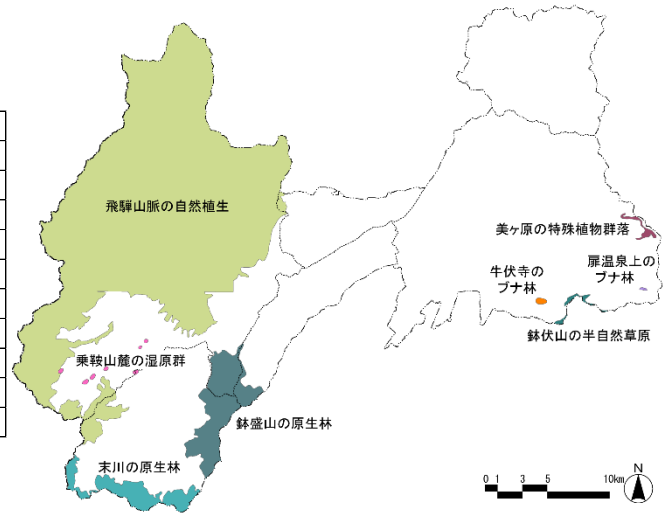 飛騨山脈の自然植生
美ヶ原の特殊植物群落
扉温泉上の
ブナ林
牛伏寺の
ブナ林
鉢伏山の半自然草原
乗鞍山麓の湿原群
鉢盛山の原生林
末川の原生林
0 1 3 5 10km
N